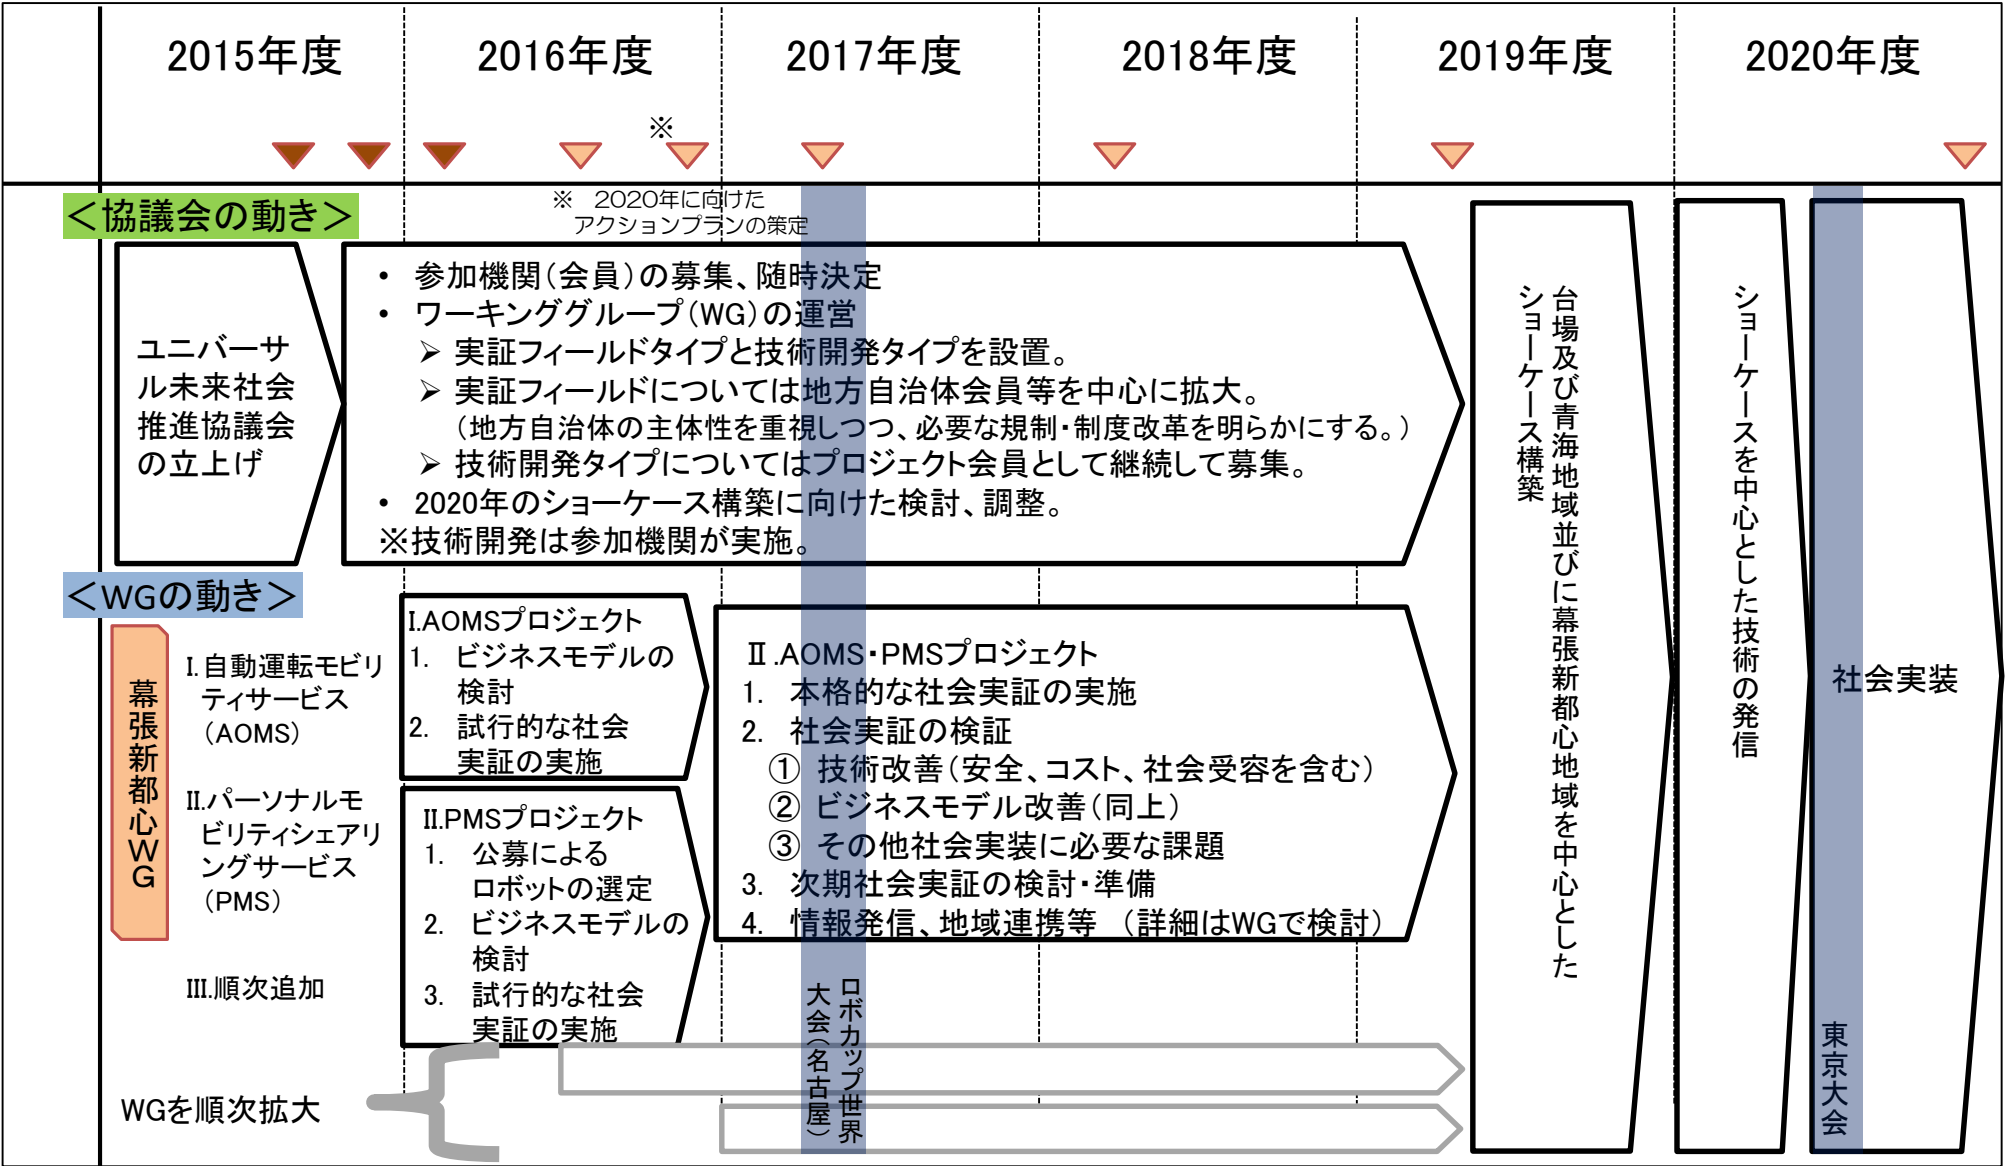 2015年度
2016年度
2017年度
2018年度
2019年度
2020年度
※
※ 2020年に向けた
アクションプランの策定
＜協議会の動き＞
ユニバーサ
ル未来社会
推進協議会
の立上げ
• 参加機関（会員）の募集、随時決定
• ワーキンググループ（WG）の運営
➢ 実証フィールドタイプと技術開発タイプを設置。
➢ 実証フィールドについては地方自治体会員等を中心に拡大。
（地方自治体の主体性を重視しつつ、必要な規制・制度改革を明らかにする。）
➢ 技術開発タイプについてはプロジェクト会員として継続して募集。
• 2020年のショーケース構築に向けた検討、調整。
※技術開発は参加機関が実施。
台場及び青海地域並びに幕張新都心地域を中心とした
ショーケース構築
ショーケースを中心とした技術の発信
社会実装
＜WGの動き＞
幕張新都心WG
I.自動運転モビリ
ティサービス
（AOMS）
II.パーソナルモ
ビリティシェアリ
ングサービス
（PMS）
III.順次追加
I.AOMSプロジェクト
1. ビジネスモデルの
検討
2. 試行的な社会
実証の実施
II.PMSプロジェクト
1. 公募による
ロボットの選定
2. ビジネスモデルの
検討
3. 試行的な社会
実証の実施
Ⅱ.AOMS・PMSプロジェクト
1. 本格的な社会実証の実施
2. 社会実証の検証
① 技術改善（安全、コスト、社会受容を含む）
② ビジネスモデル改善（同上）
③ その他社会実装に必要な課題
3. 次期社会実証の検討・準備
4. 情報発信、地域連携等 （詳細はWGで検討）
ロボカップ世界
大会（名古屋）
東京大会
WGを順次拡大